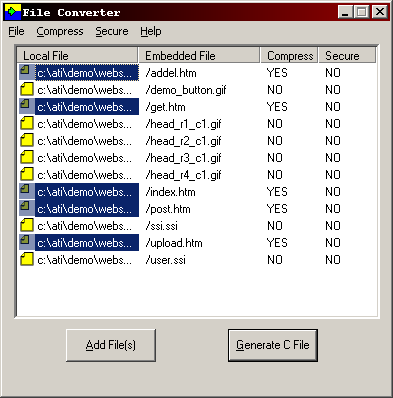 File Converter
File Compress Secure Help
Local File Embedded File Compress Secure
c:\ati\demo\webs... /addel.htm YES NO
c:\ati\demo\webs... /demo_button.gif NO NO
c:\ati\demo\webs... /get.htm YES NO
c:\ati\demo\webs... /head_r1_c1.gif NO NO
c:\ati\demo\webs... /head_r2_c1.gif NO NO
c:\ati\demo\webs... /head_r3_c1.gif NO NO
c:\ati\demo\webs... /head_r4_c1.gif NO NO
c:\ati\demo\webs... /index.htm YES NO
c:\ati\demo\webs... /post.htm YES NO
c:\ati\demo\webs... /ssi.ssi NO NO
c:\ati\demo\webs... /upload.htm YES NO
c:\ati\demo\webs... /user.ssi NO NO
Add File(s) Generate C File